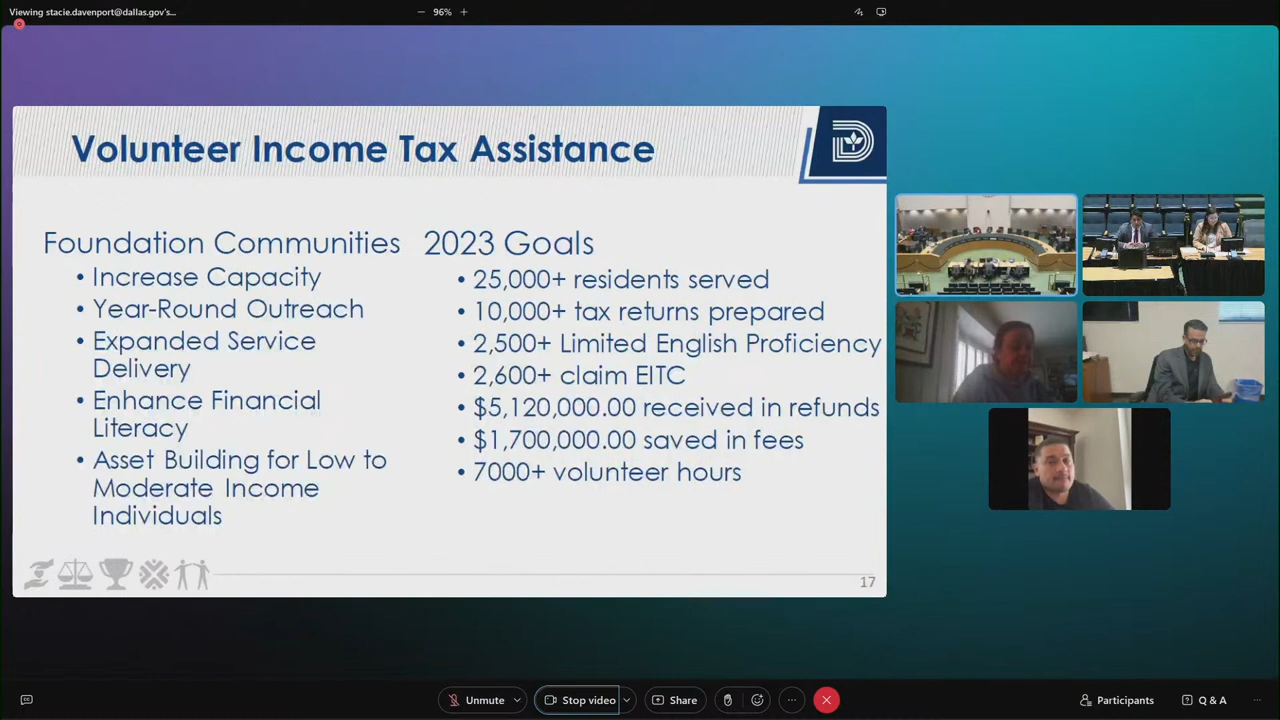 Viewing stacie.davenport@dallas.gov's...
96%
Volunteer Income Tax Assistance
Foundation Communities
• Increase Capacity
• Year-Round Outreach
• Expanded Service
Delivery
• Enhance Financial
Literacy
• Asset Building for Low to
Moderate Income
Individuals
2023 Goals
• 25,000+ residents served
• 10,000+ tax returns prepared
• 2,500+ Limited English Proficiency
• 2,600+ claim EITC
• $5,120,000.00 received in refunds
• $1,700,000.00 saved in fees
• 7000+ volunteer hours
17
Unmute
Stop video
Share
Participants
Q & A